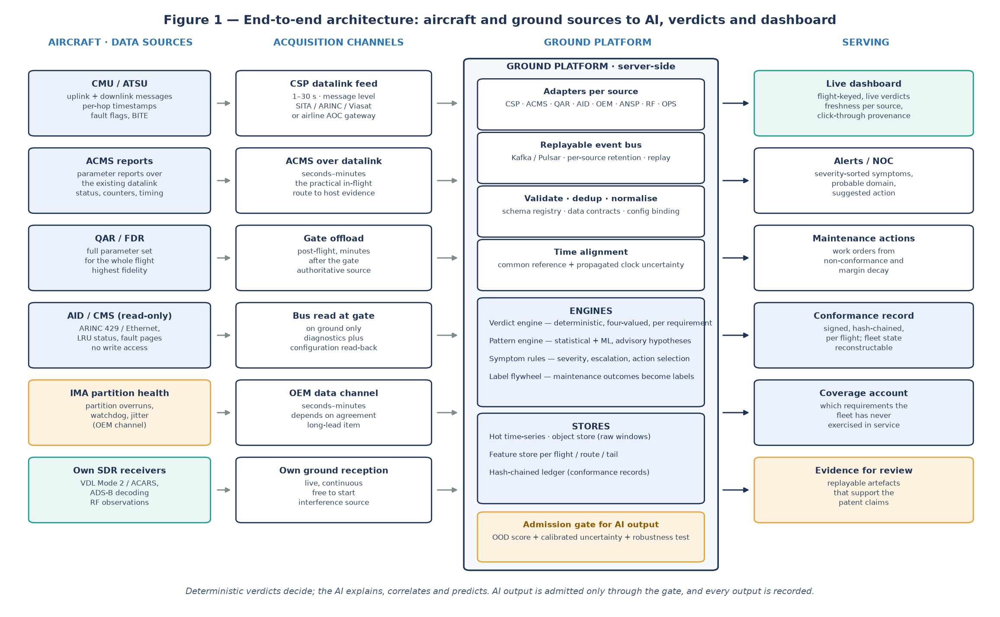 Figure 1 — End-to-end architecture: aircraft and ground sources to AI, verdicts and dashboard
AIRCRAFT · DATA SOURCES
CMU / ATSU
uplink + downlink messages
per-hop timestamps
fault flags, BITE
ACMS reports
parameter reports over
the existing datalink
status, counters, timing
QAR / FDR
full parameter set
for the whole flight
highest fidelity
AID / CMS (read-only)
ARINC 429 / Ethernet,
LRU status, fault pages
no write access
IMA partition health
partition overruns,
watchdog, jitter
(OEM channel)
Own SDR receivers
VDL Mode 2 / ACARS,
ADS-B decoding
RF observations
ACQUISITION CHANNELS
CSP datalink feed
1–30 s · message level
SITA / ARINC / Viasat
or airline AOC gateway
ACMS over datalink
seconds–minutes
the practical in-flight
route to host evidence
Gate offload
post-flight, minutes
after the gate
authoritative source
Bus read at gate
on ground only
diagnostics plus
configuration read-back
OEM data channel
seconds–minutes
depends on agreement
long-lead item
Own ground reception
live, continuous
free to start
interference source
GROUND PLATFORM
GROUND PLATFORM · server-side
Adapters per source
CSP · ACMS · QAR · AID · OEM · ANSP · RF · OPS
Replayable event bus
Kafka / Pulsar · per-source retention · replay
Validate · dedup · normalise
schema registry · data contracts · config binding
Time alignment
common reference + propagated clock uncertainty
ENGINES
Verdict engine — deterministic, four-valued, per requirement
Pattern engine — statistical + ML, advisory hypotheses
Symptom rules — severity, escalation, action selection
Label flywheel — maintenance outcomes become labels
STORES
Hot time-series · object store (raw windows)
Feature store per flight / route / tail
Hash-chained ledger (conformance records)
Admission gate for AI output
OOD score + calibrated uncertainty + robustness test
SERVING
Live dashboard
flight-keyed, live verdicts
freshness per source,
click-through provenance
Alerts / NOC
severity-sorted symptoms,
probable domain,
suggested action
Maintenance actions
work orders from
non-conformance and
margin decay
Conformance record
signed, hash-chained,
per flight; fleet state
reconstructable
Coverage account
which requirements the
fleet has never
exercised in service
Evidence for review
replayable artefacts
that support the
patent claims
Deterministic verdicts decide; the AI explains, correlates and predicts. AI output is admitted only through the gate, and every output is recorded.